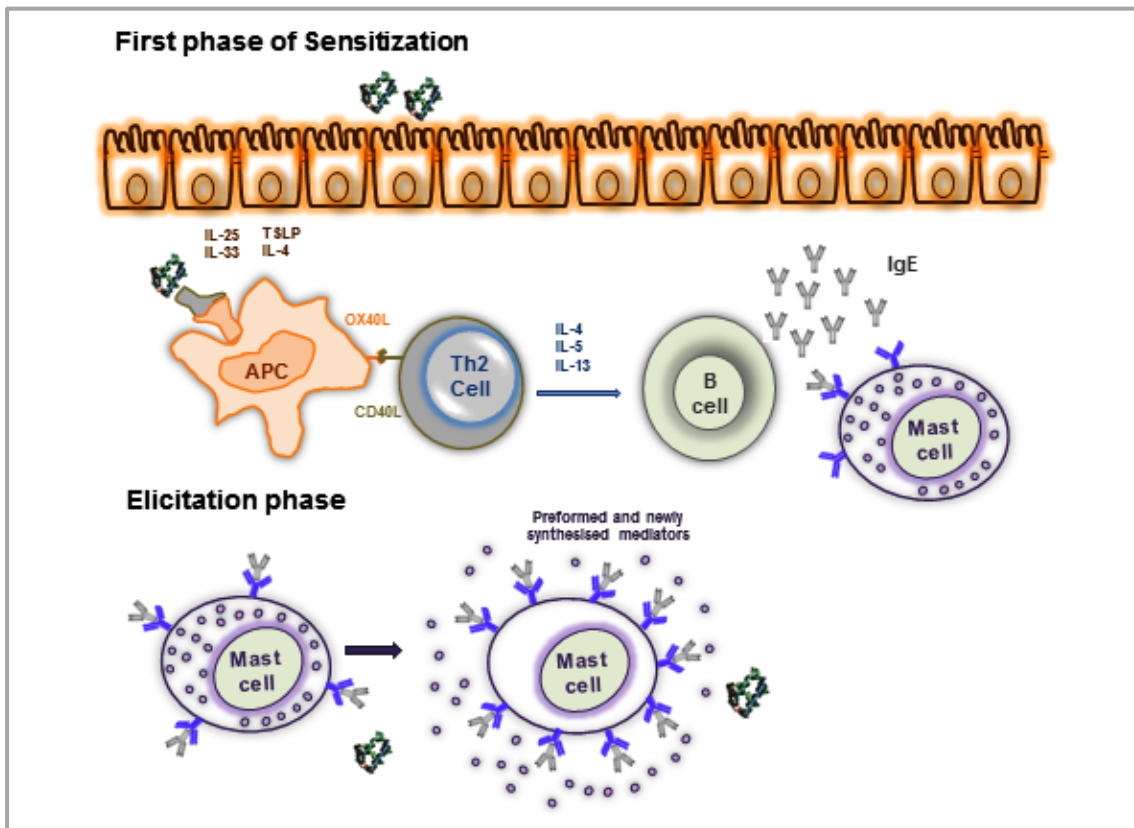 First phase of Sensitization
IL-25 TSLP
IL-33 IL-4
IgE
OX40L
APC
Th2
Cell
CD40L
IL-4
IL-5
IL-13
B
cell
Mast
cell
Elicitation phase
Preformed and newly
synthesised mediators
Mast
cell
Mast
cell